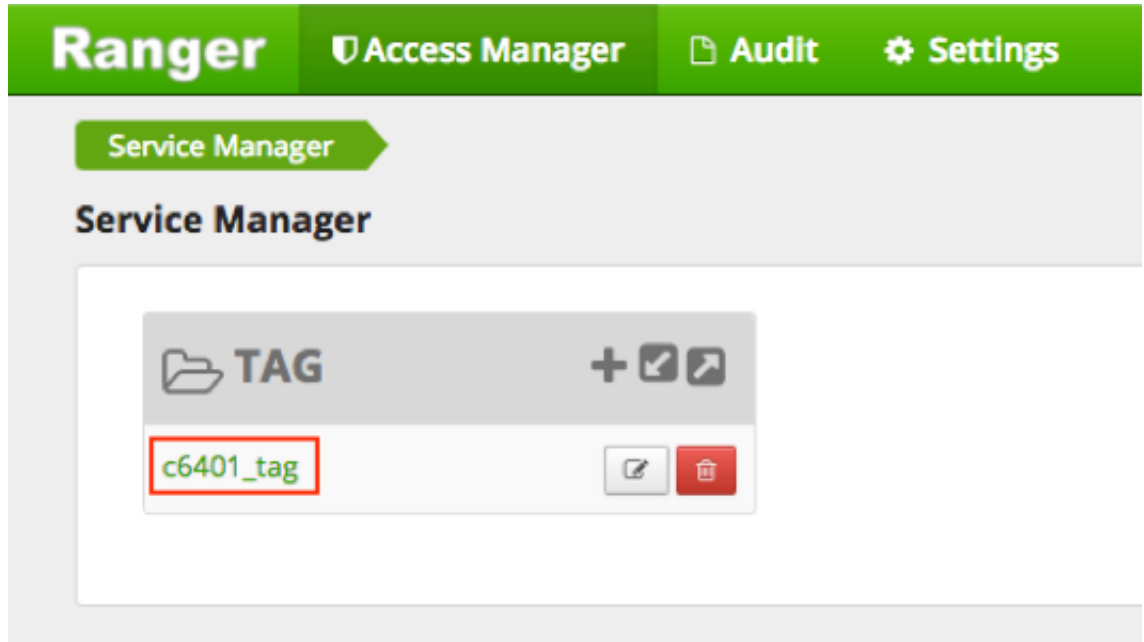 Ranger Access Manager Audit Settings
Service Manager
Service Manager
TAG
c6401_tag